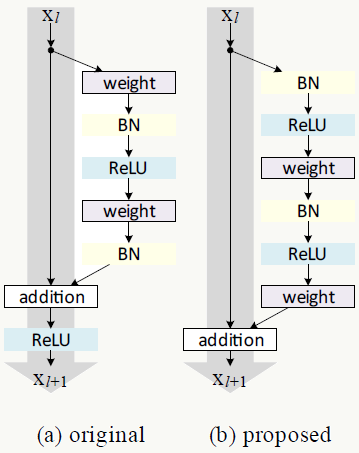 x_l
weight
BN
ReLU
weight
BN
addition
ReLU
x_{l+1}
(a) original
x_l
BN
ReLU
weight
BN
ReLU
weight
addition
x_{l+1}
(b) proposed